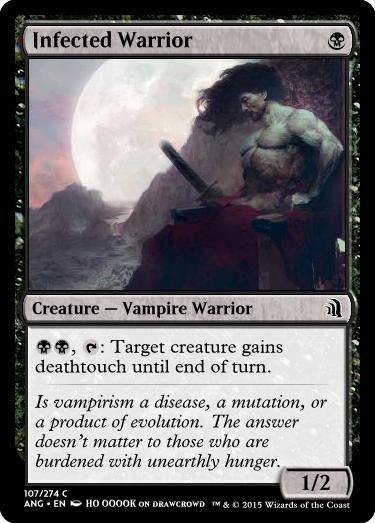 Infected Warrior
Creature — Vampire Warrior
, : Target creature gains
deathtouch until end of turn.
Is vampirism a disease, a mutation, or
a product of evolution. The answer
doesn't matter to those who are
burdened with unearthly hunger.
1/2
107/274 C
ANG • EN HO OOOOK ON DRAWCROWD ™ & © 2015 Wizards of the Coast